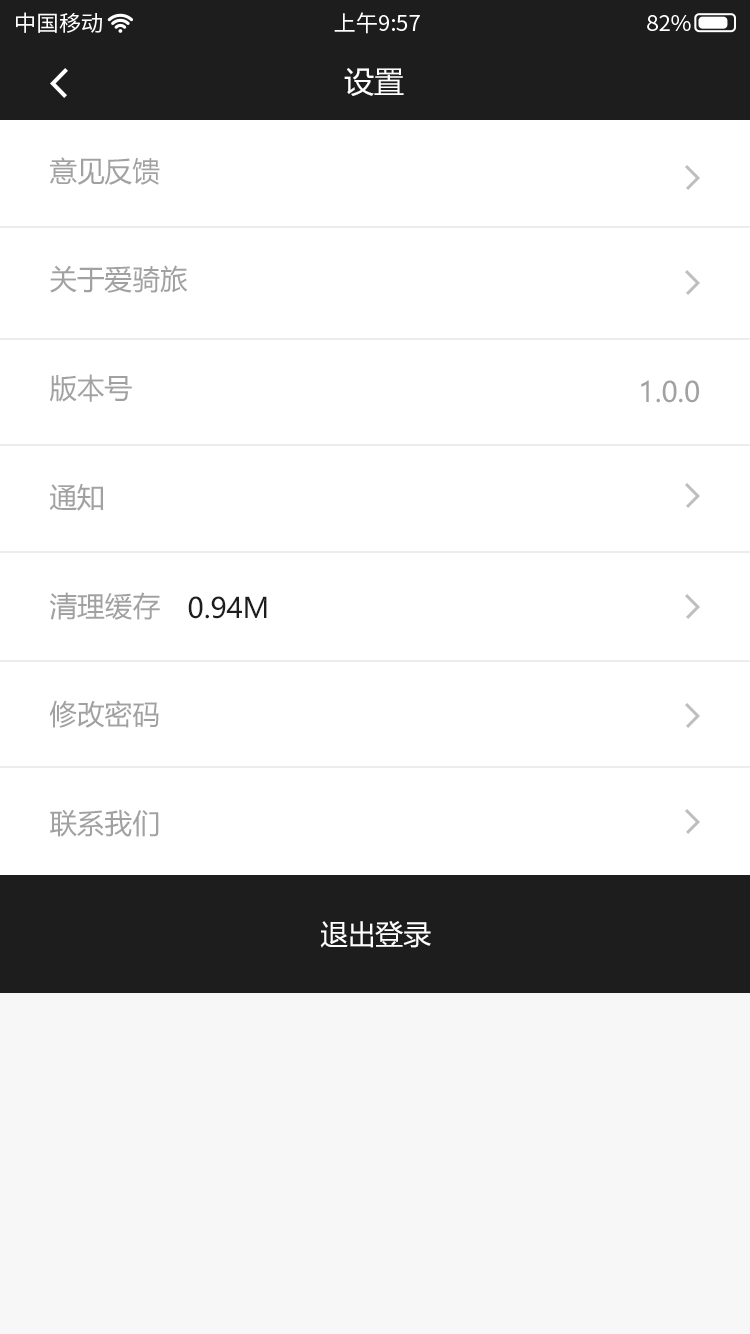 中国移动 上午9:57 82%
设置
意见反馈
关于爱骑旅
版本号 1.0.0
通知
清理缓存 0.94M
修改密码
联系我们
退出登录